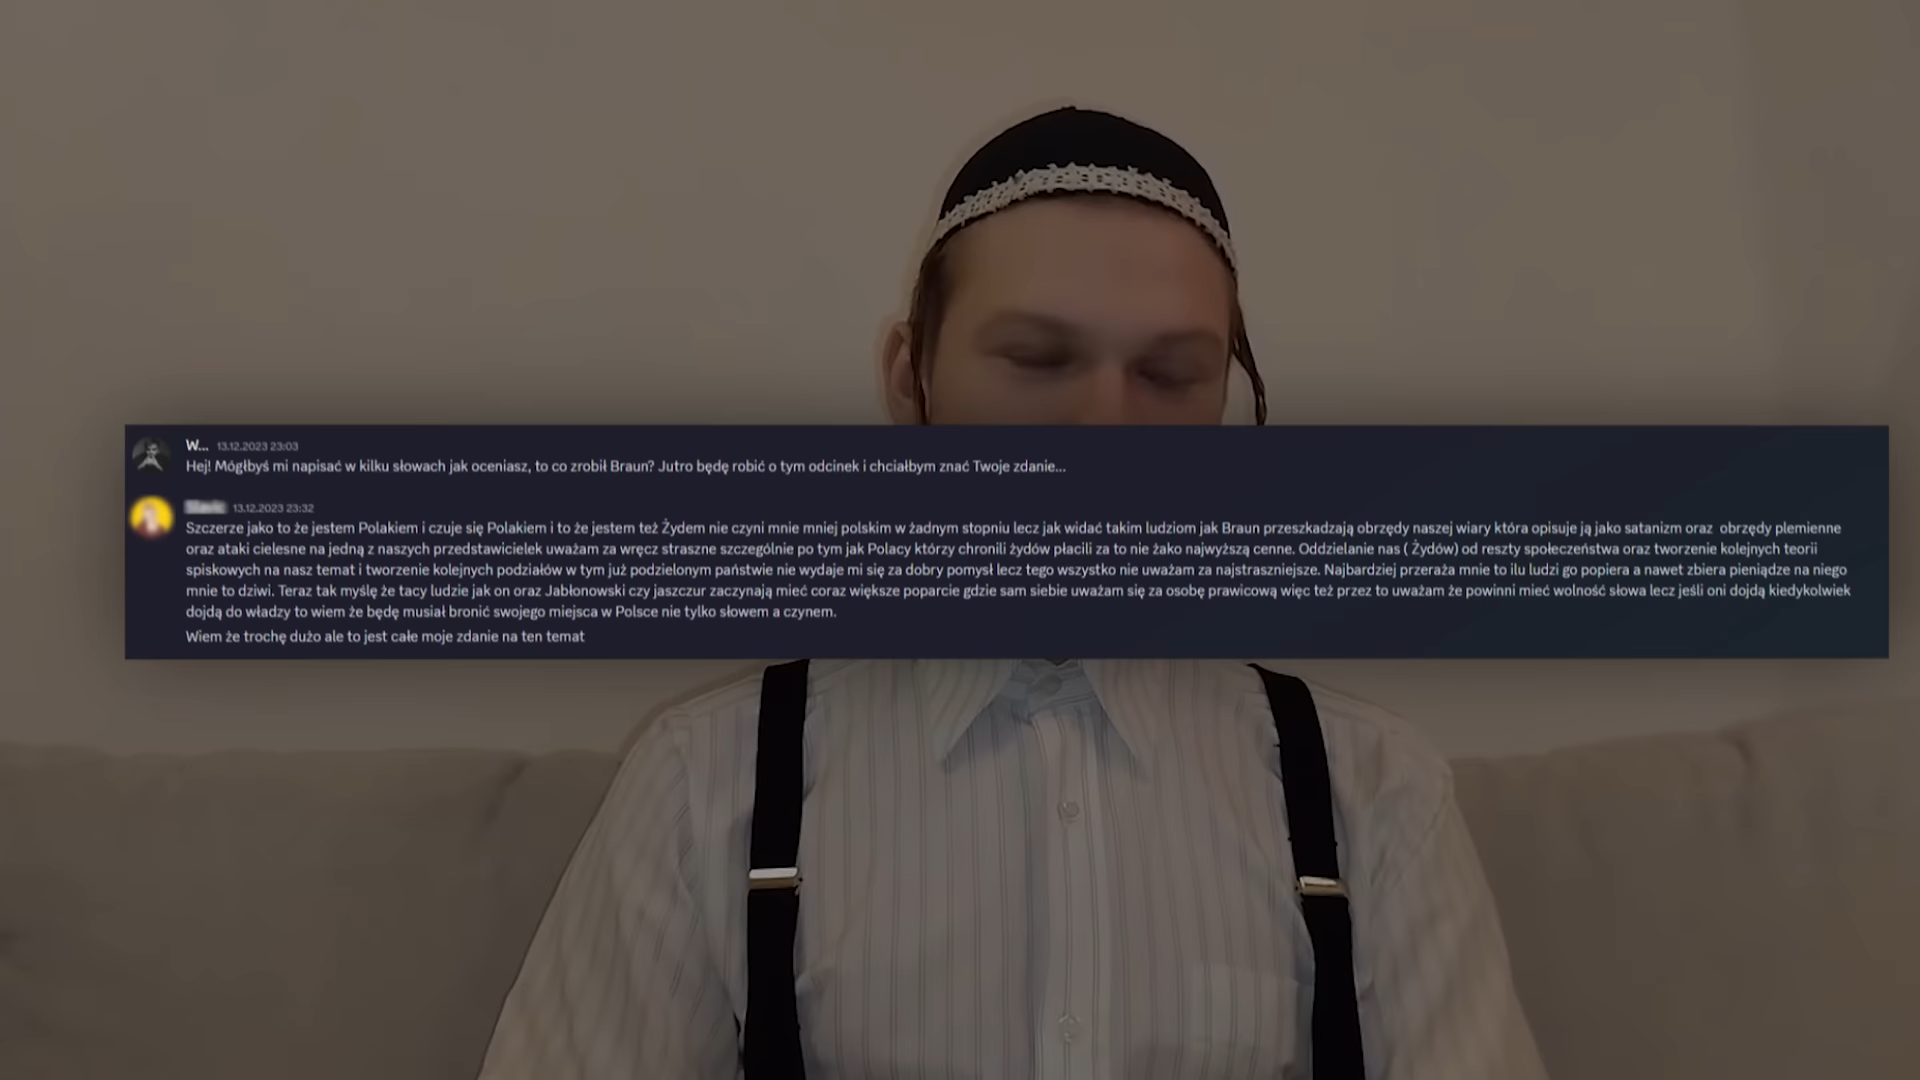 W... 13.12.2023 23:03
Hej! Mógłbyś mi napisać w kilku słowach jak oceniasz, to co zrobił Braun? Jutro będę robić o tym odcinek i chciałbym znać Twoje zdanie...
13.12.2023 23:32
Szczerze jako to że jestem Polakiem i czuje się Polakiem i to że jestem też Żydem nie czyni mnie mniej polskim w żadnym stopniu lecz jak widać takim ludziom jak Braun przeszkadzają obrzędy naszej wiary która opisuje ją jako satanizm oraz obrzędy plemienne
oraz ataki cielesne na jedną z naszych przedstawicielek uważam za wręcz straszne szczególnie po tym jak Polacy którzy chronili żydów płacili za to nie żako najwyższą cenne. Oddzielanie nas ( Żydów) od reszty społeczeństwa oraz tworzenie kolejnych teorii
spiskowych na nasz temat i tworzenie kolejnych podziałów w tym już podzielonym państwie nie wydaje mi się za dobry pomysł lecz tego wszystko nie uważam za najstraszniejsze. Najbardziej przeraża mnie to ilu ludzi go popiera a nawet zbiera pieniądze na niego
mnie to dziwi. Teraz tak myślę że tacy ludzie jak on oraz Jabłonowski czy jaszczur zaczynają mieć coraz większe poparcie gdzie sam siebie uważam się za osobę prawicową więc też przez to uważam że powinni mieć wolność słowa lecz jeśli oni dojdą kiedykolwiek
dojdą do władzy to wiem że będę musiał bronić swojego miejsca w Polsce nie tylko słowem a czynem.
Wiem że trochę dużo ale to jest całe moje zdanie na ten temat